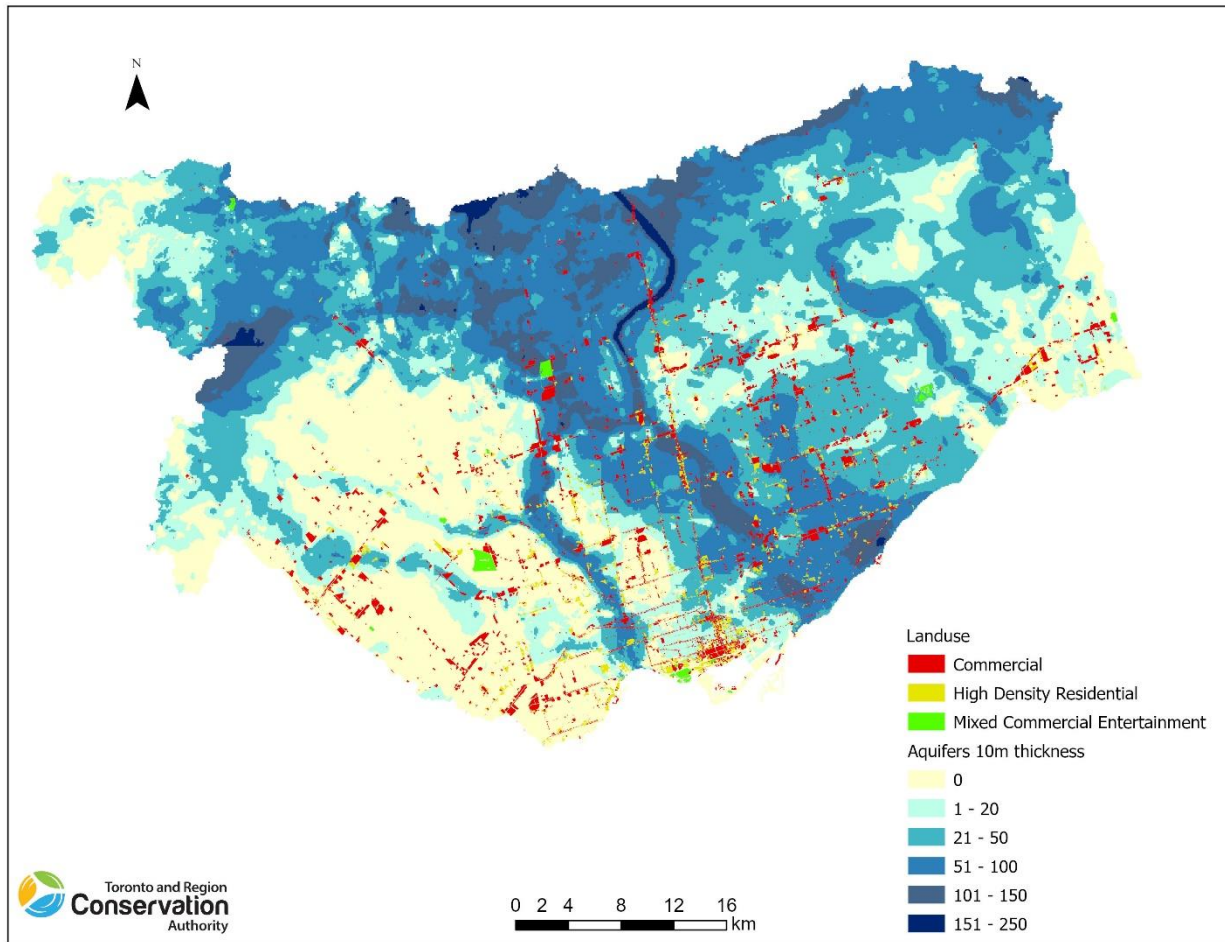 N
Landuse
Commercial
High Density Residential
Mixed Commercial Entertainment
Aquifers 10m thickness
0
1 - 20
21 - 50
51 - 100
101 - 150
151 - 250
Toronto and Region
Conservation
Authority
0 2 4 8 12 16
km